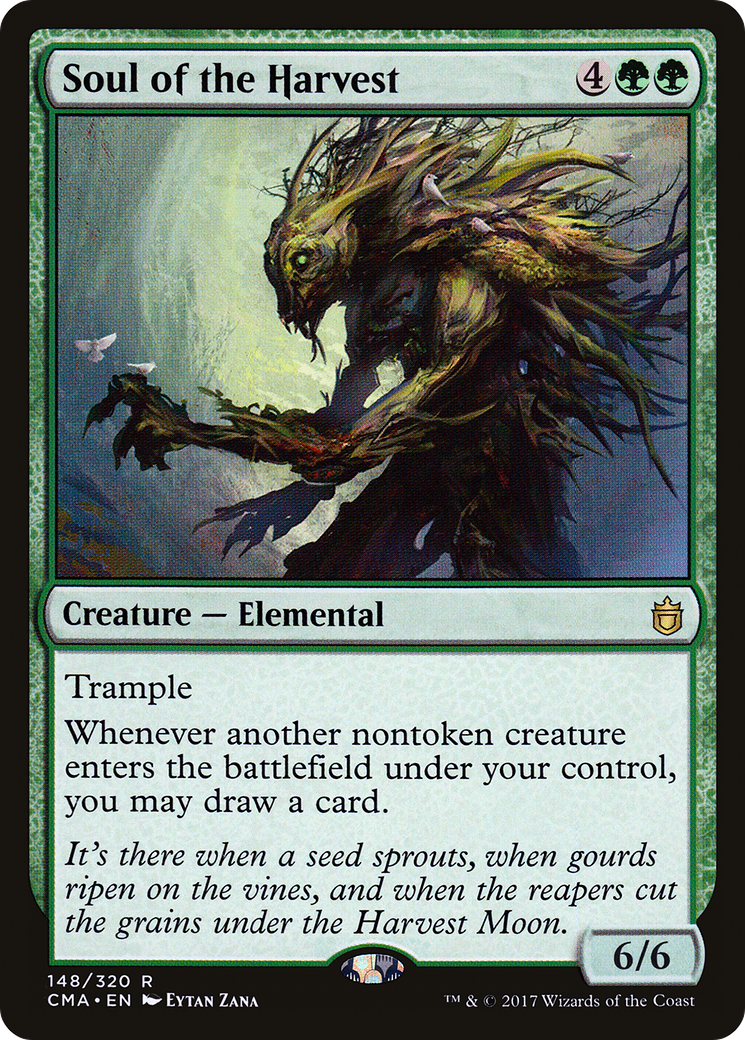 Soul of the Harvest 4
Creature — Elemental
Trample
Whenever another nontoken creature
enters the battlefield under your control,
you may draw a card.
It's there when a seed sprouts, when gourds
ripen on the vines, and when the reapers cut
the grains under the Harvest Moon.
6/6
148/320 R
CMA • EN Eytan Zana
™ & © 2017 Wizards of the Coast